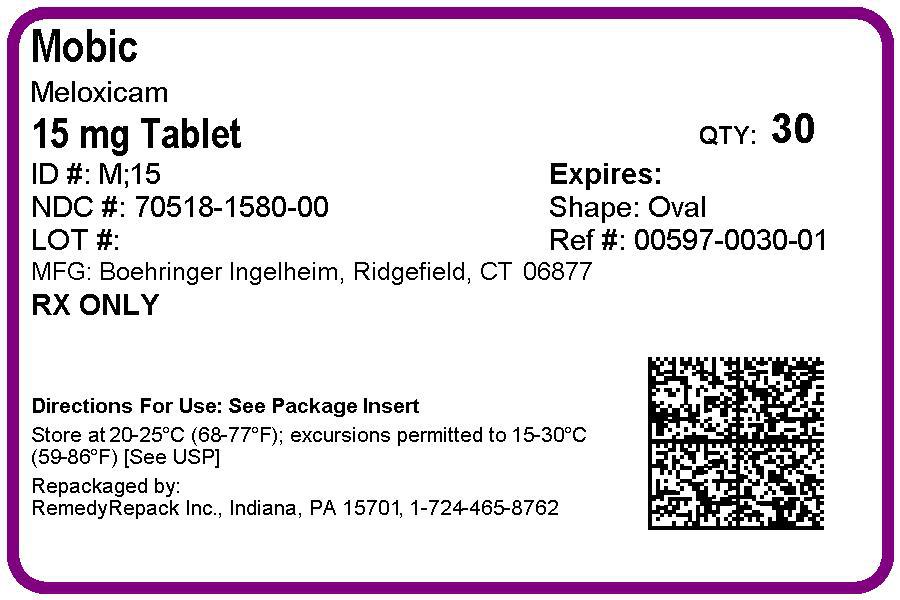 Mobic
Meloxicam
15 mg Tablet
QTY: 30
ID #: M;15
Expires:
NDC #: 70518-1580-00
Shape: Oval
LOT #:
Ref #: 00597-0030-01
MFG: Boehringer Ingelheim, Ridgefield, CT 06877
RX ONLY
Directions For Use: See Package Insert
Store at 20-25°C (68-77°F); excursions permitted to 15-30°C
(59-86°F) [See USP]
Repackaged by:
RemedyRepack Inc., Indiana, PA 15701, 1-724-465-8762